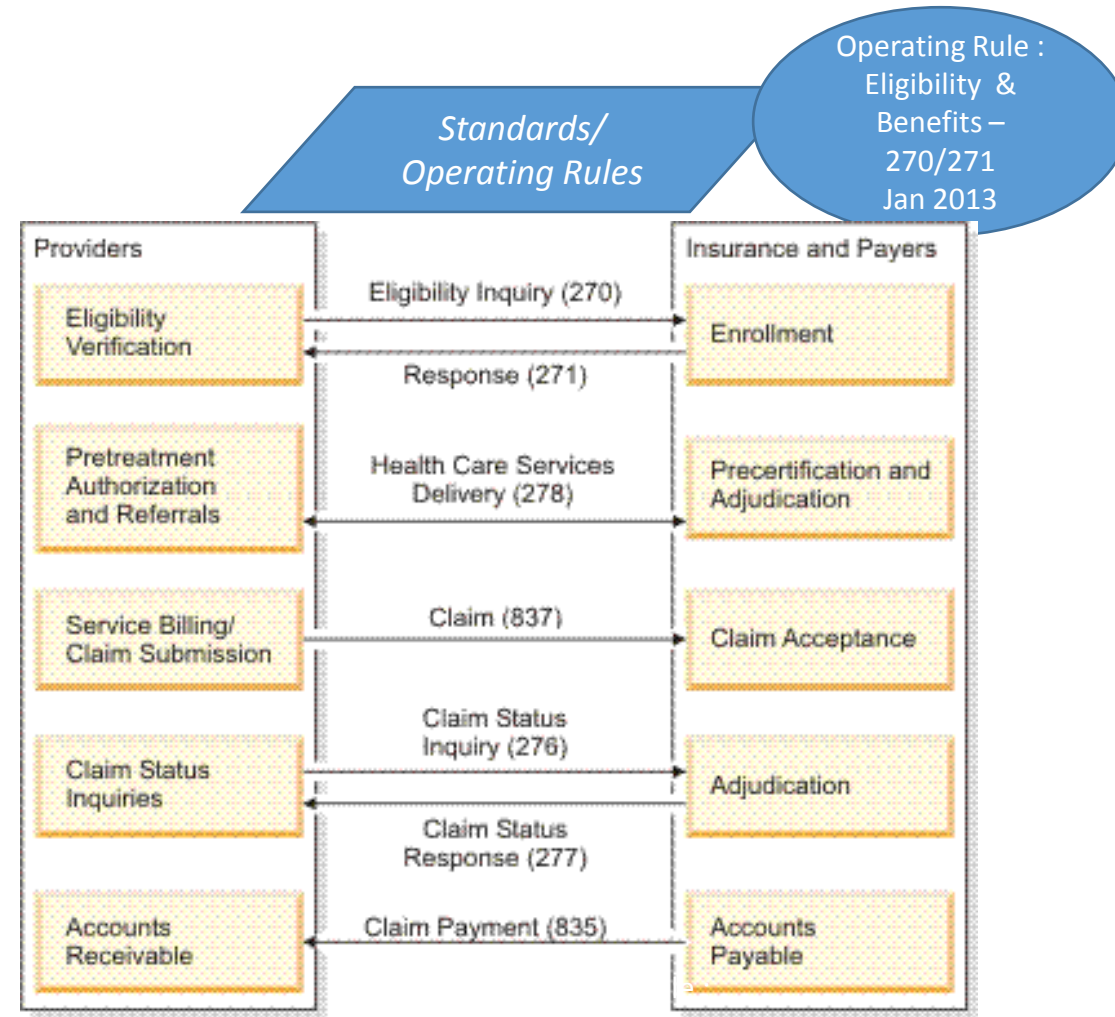 Operating Rule :
Eligibility &
Benefits –
270/271
Jan 2013
Standards/
Operating Rules
Providers
Insurance and Payers
Eligibility
Verification
Eligibility Inquiry (270)
Response (271)
Enrollment
Pretreatment
Authorization
and Referrals
Health Care Services
Delivery (278)
Precertification and
Adjudication
Service Billing/
Claim Submission
Claim (837)
Claim Acceptance
Claim Status
Inquiries
Claim Status
Inquiry (276)
Claim Status
Response (277)
Adjudication
Accounts
Receivable
Claim Payment (835)
Accounts
Payable